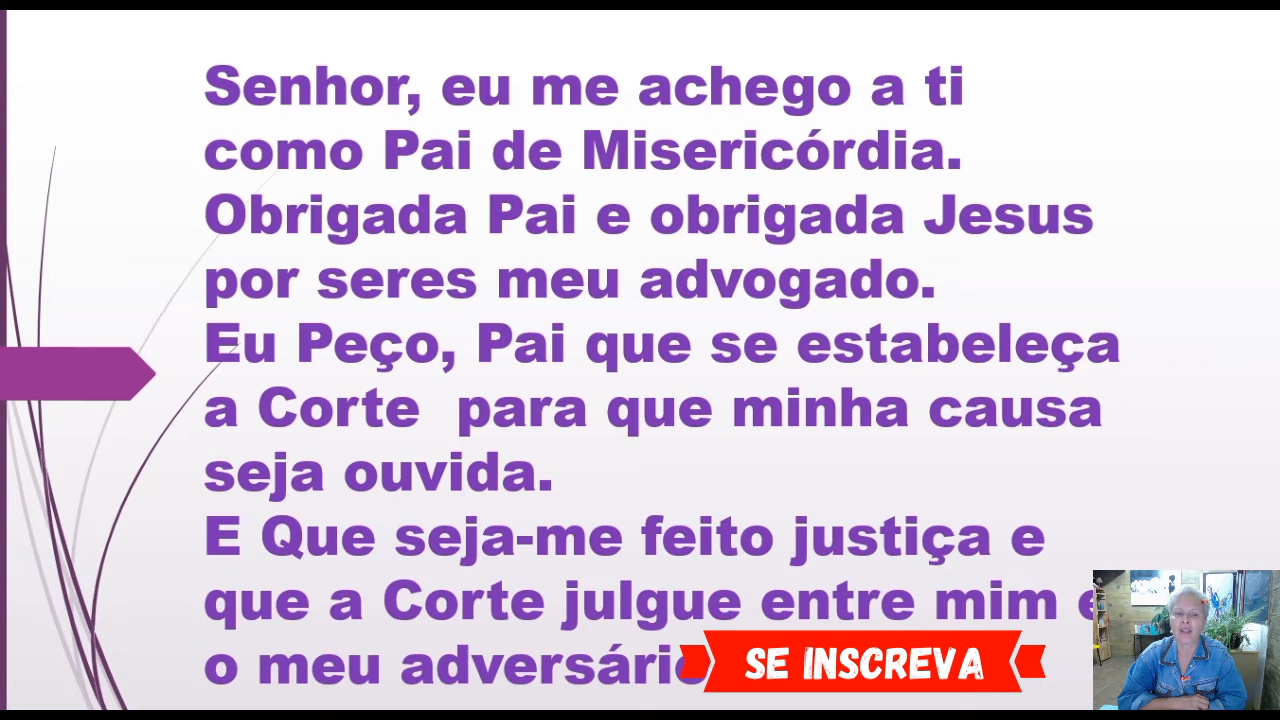 Senhor, eu me achego a ti
como Pai de Misericórdia.
Obrigada Pai e obrigada Jesus
por seres meu advogado.
Eu Peço, Pai que se estabeleça
a Corte  para que minha causa
seja ouvida.
E Que seja-me feito justiça e
que a Corte julgue entre mim e
o meu adversário
SE INSCREVA